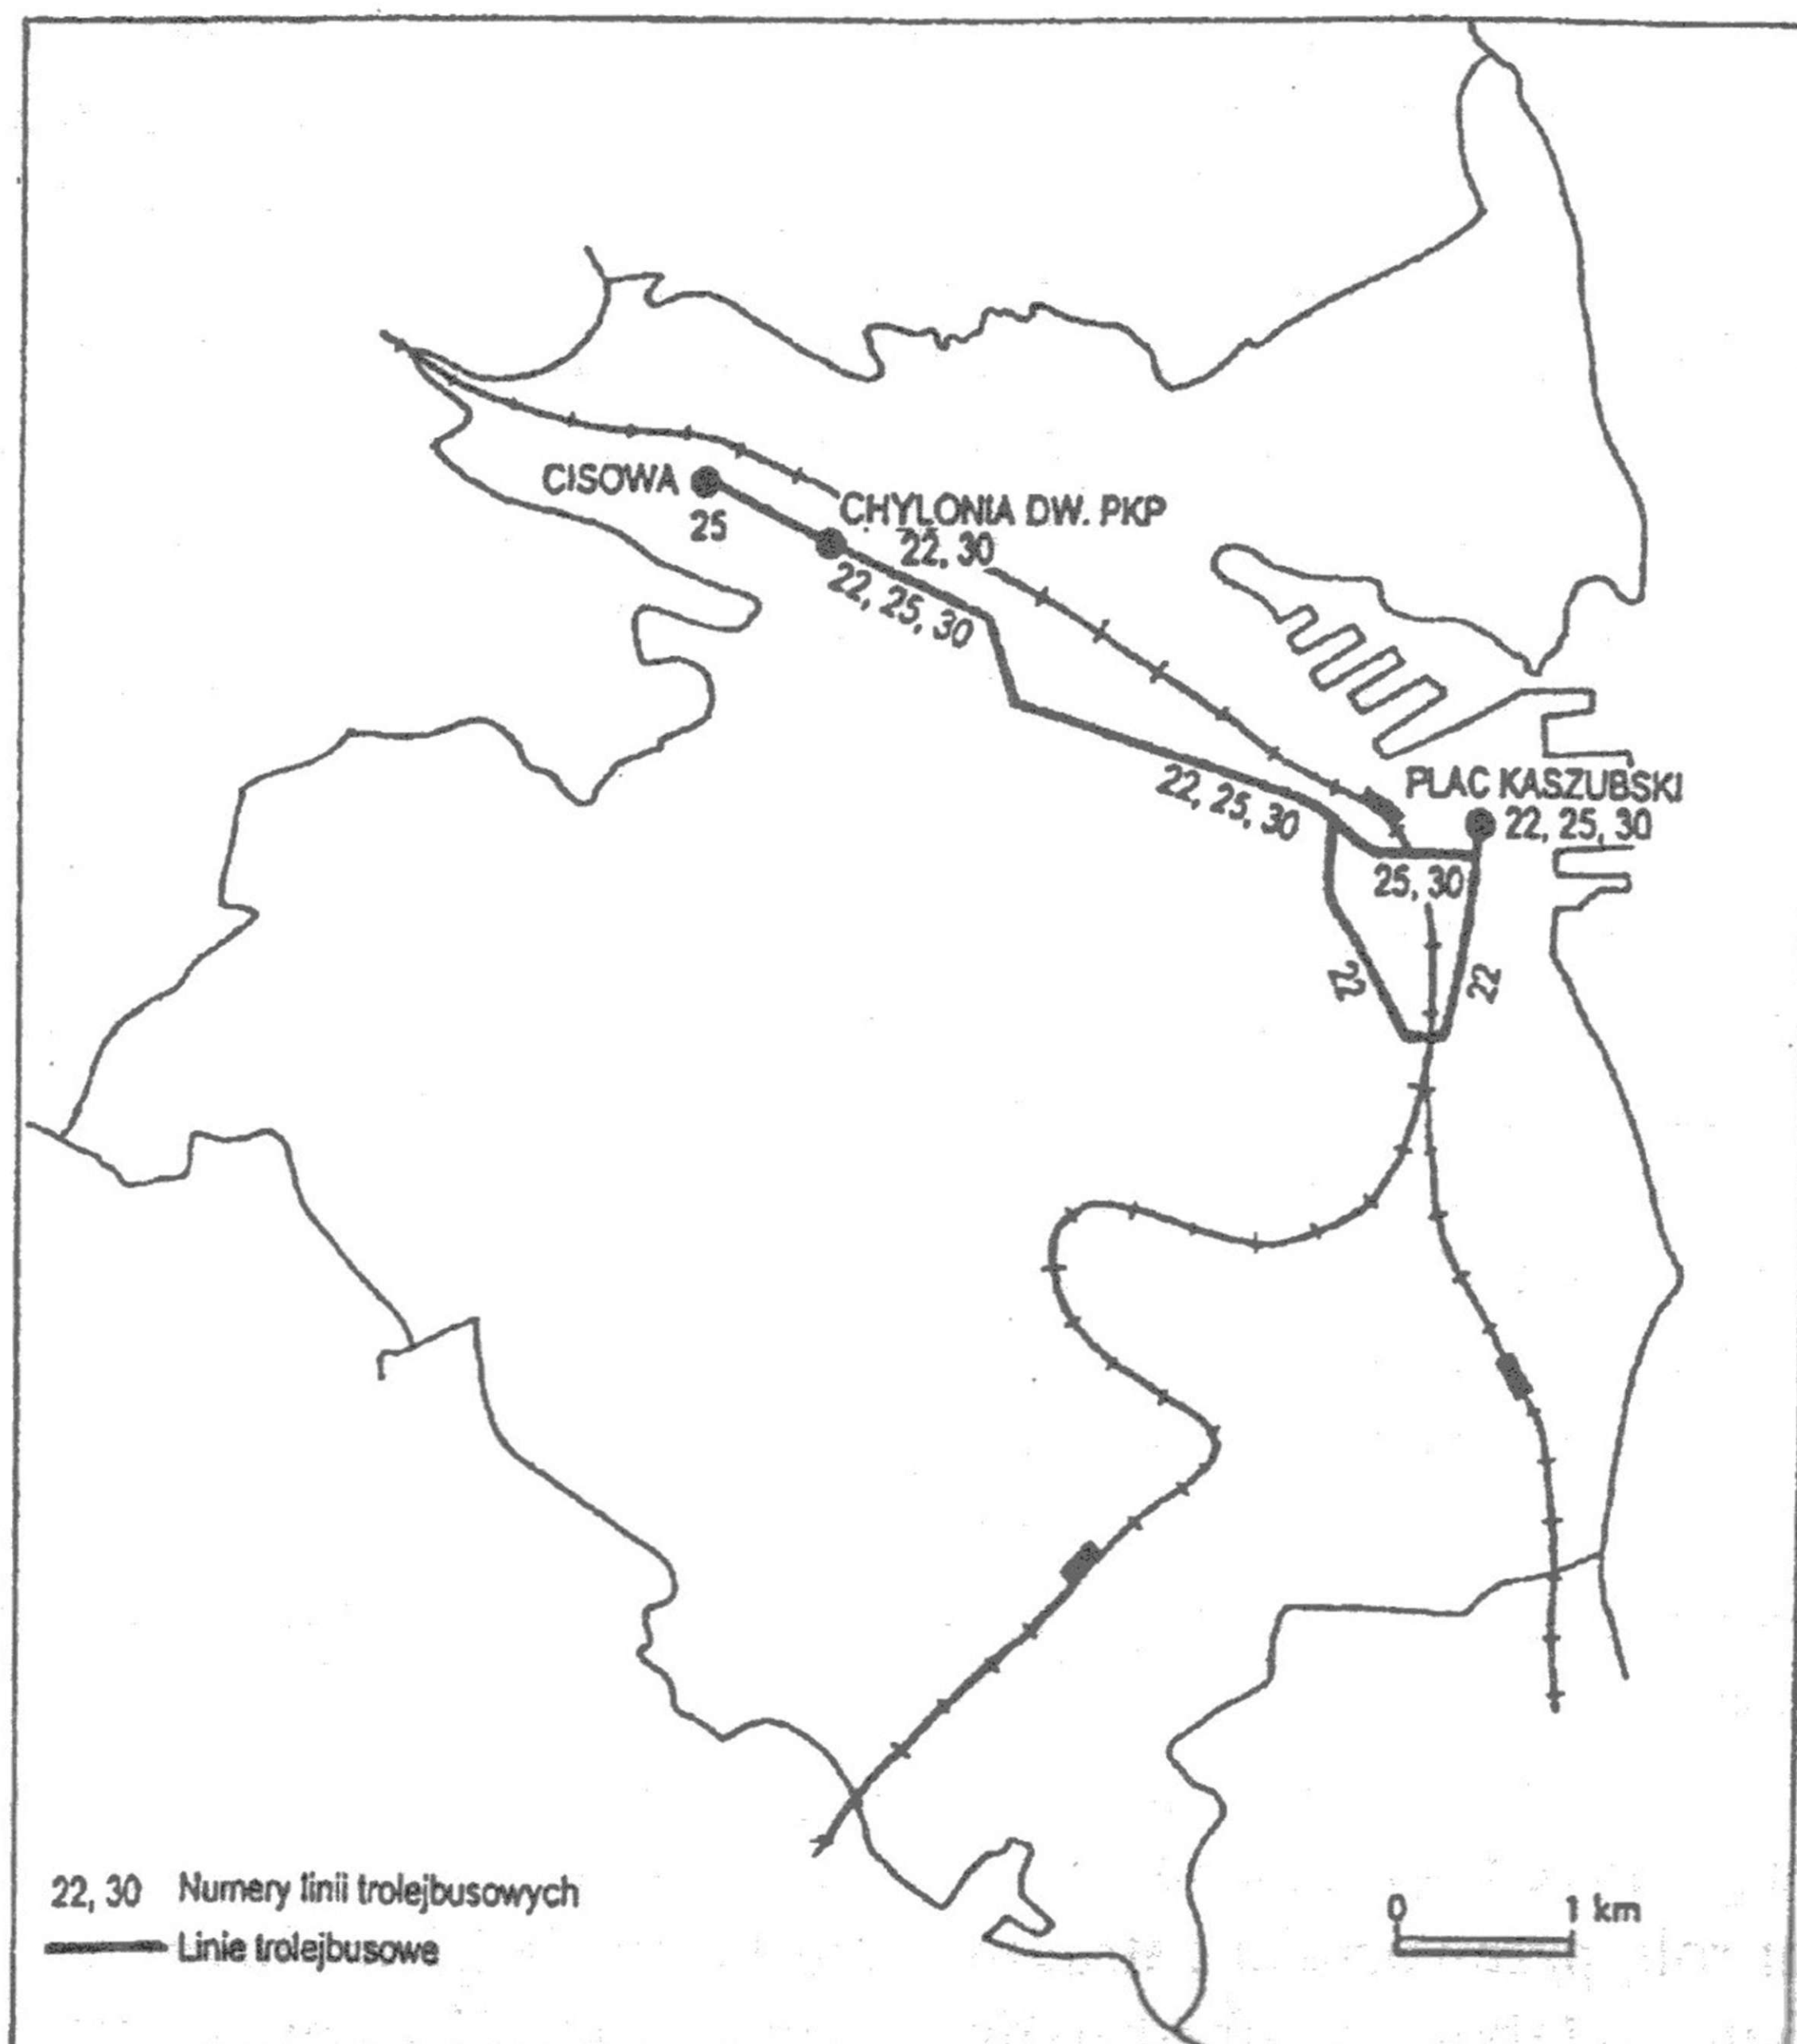 CISOWA
25
CHYLONIA DW. PKP
22, 30
22, 25, 30
22, 25, 30
PLAC KASZUBSKI
22, 25, 30
25, 30
22
22
22, 30 Numery linii trolejbusowych
Linie trolejbusowe
0 1 km